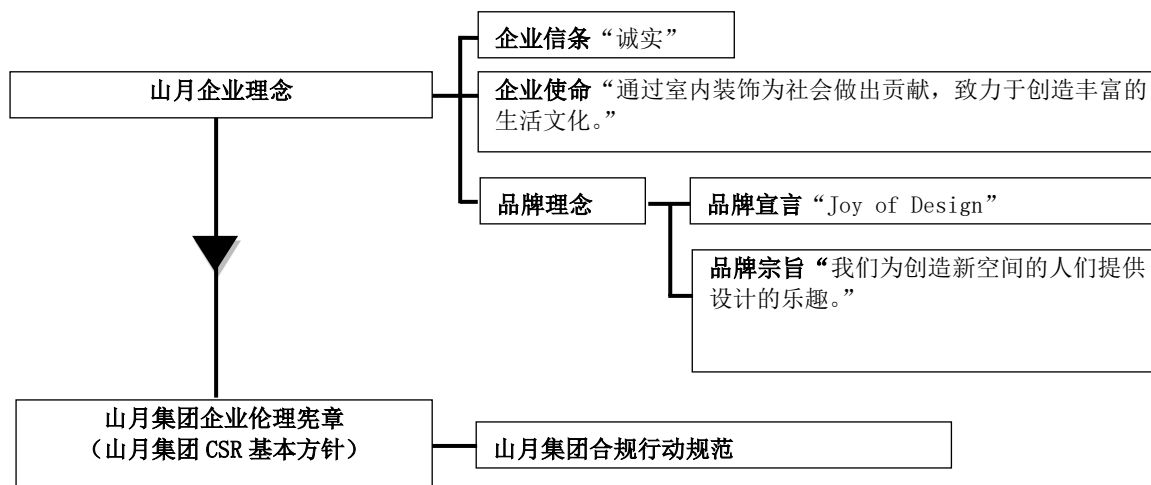 企业信条“诚实”
山月企业理念
企业使命“通过室内装饰为社会做出贡献，致力于创造丰富的
生活文化。”
品牌理念
品牌宣言“Joy of Design”
品牌宗旨“我们为创造新空间的人们提供
设计的乐趣。”
山月集团企业伦理宪章
（山月集团 CSR 基本方针）
山月集团合规行动规范